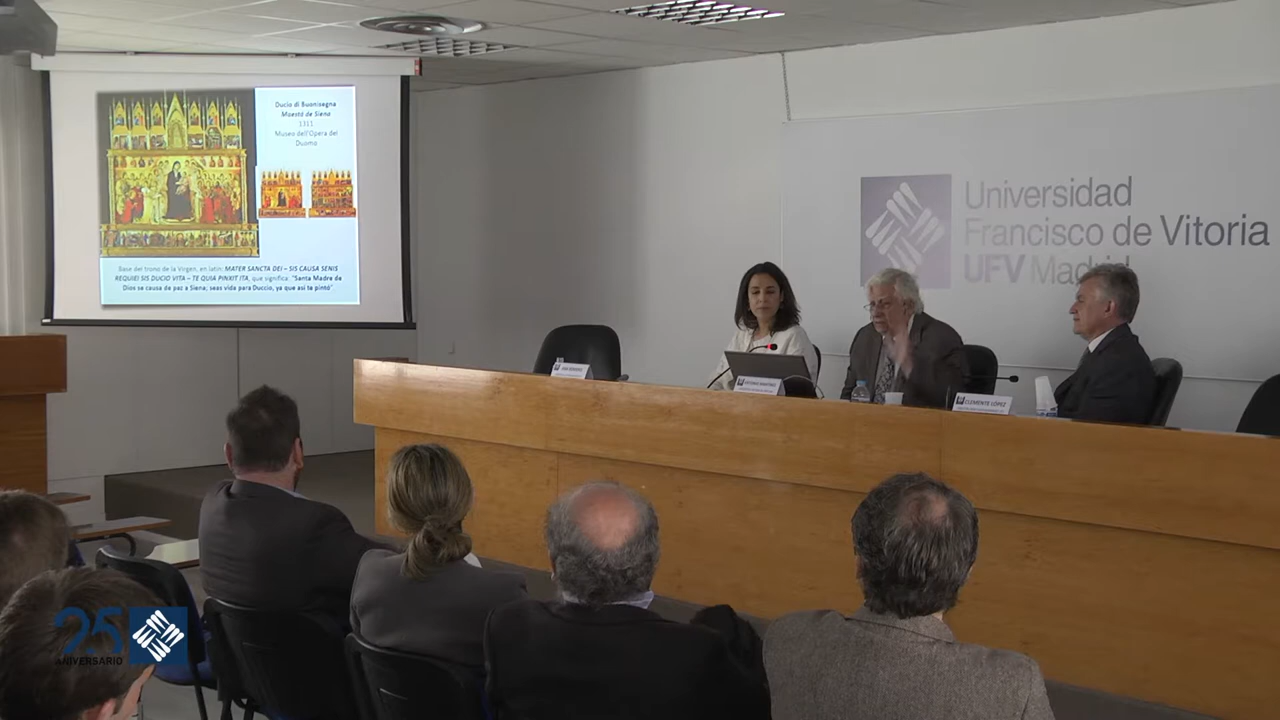 Ducio di Buonisegna
Maestà de Siena
1311
Museo dell'Opera del
Duomo
Base del trono de la Virgen, en latín: MATER SANCTA DEI – SIS CAUSA SENIS
REQUIEI SIS DUCIO VITA – TE QUIA PINXIT ITA, que significa: "Santa Madre de
Dios se causa de paz a Siena; seas vida para Duccio, ya que así te pintó"
Universidad
Francisco de Vitoria
UFV Madrid
CLEMENTE LÓPEZ
25
ANIVERSARIO